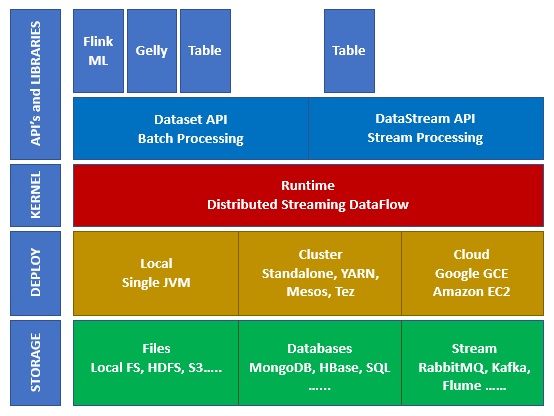 API's and LIBRARIES
Flink
ML
Gelly
Table
Table
Dataset API
Batch Processing
DataStream API
Stream Processing
KERNEL
Runtime
Distributed Streaming DataFlow
DEPLOY
Local
Single JVM
Cluster
Standalone, YARN,
Mesos, Tez
Cloud
Google GCE
Amazon EC2
STORAGE
Files
Local FS, HDFS, S3.....
Databases
MongoDB, HBase, SQL
......
Stream
RabbitMQ, Kafka,
Flume ......